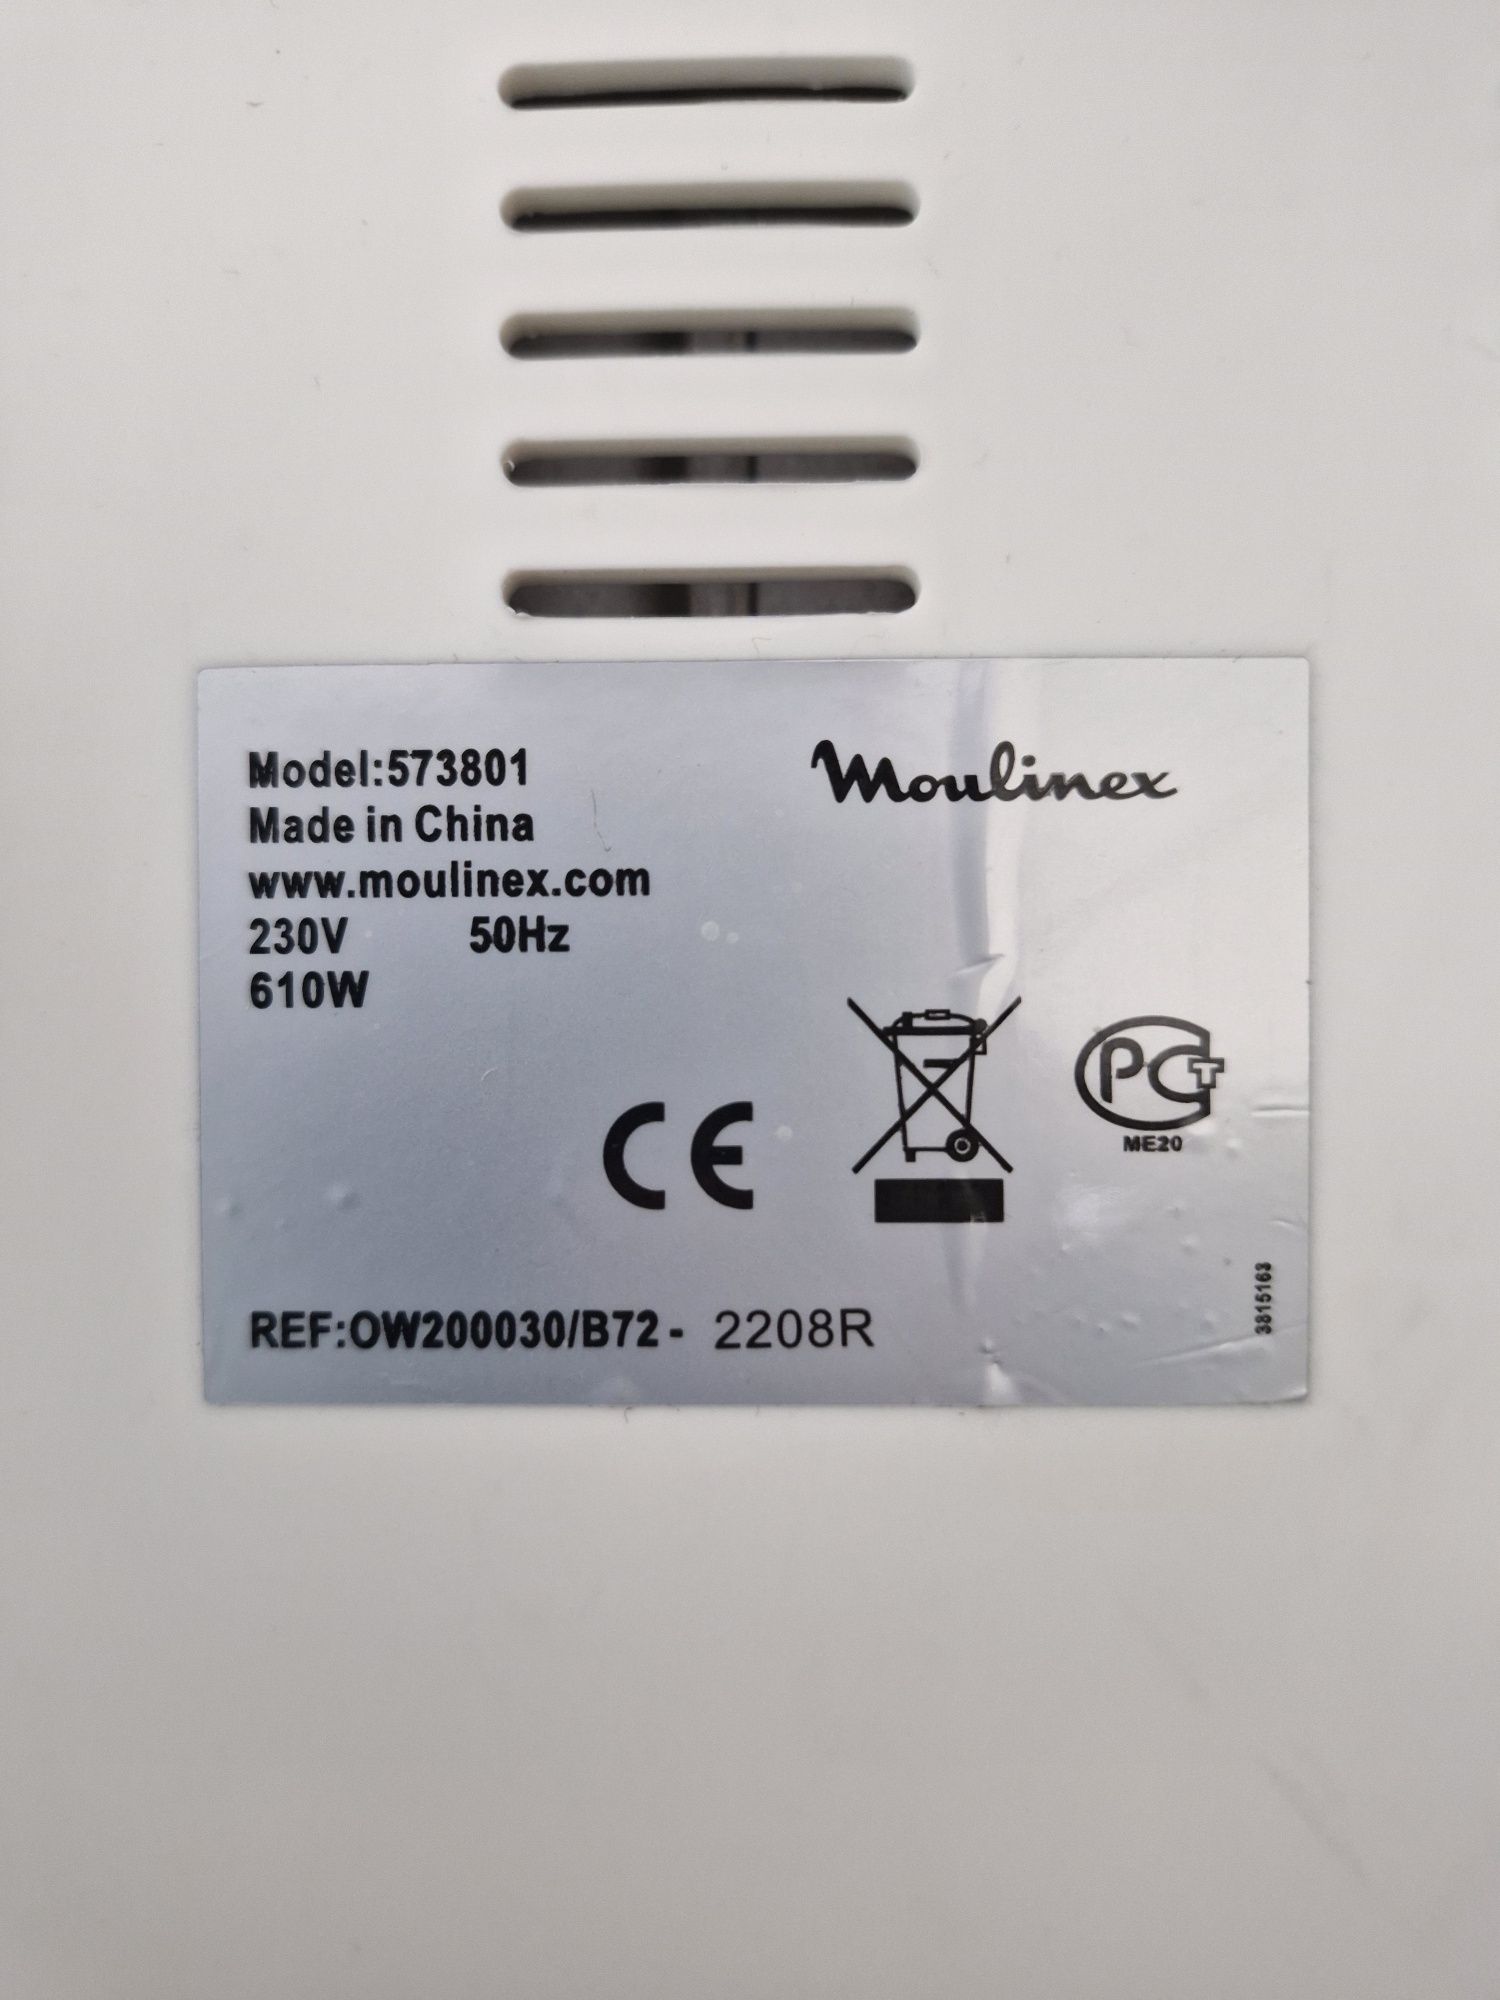 Model:573801
Moulinex
Made in China
www.moulinex.com
230V 50Hz
610W
CE
PCT
ME20
3815163
REF:OW200030/B72- 2208R